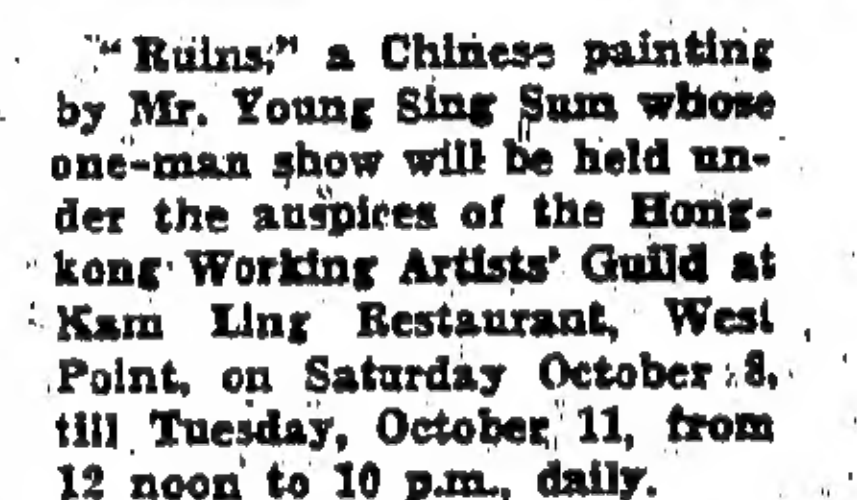 "Ruins," a Chinese painting
by Mr. Young Sing Sum whose
one-man show will be held un-
der the auspices of the Hong-
kong Working Artists' Guild at
Kam Ling Restaurant, West
Point, on Saturday October 8,
till Tuesday, October 11, from
12 noon to 10 p.m., daily.